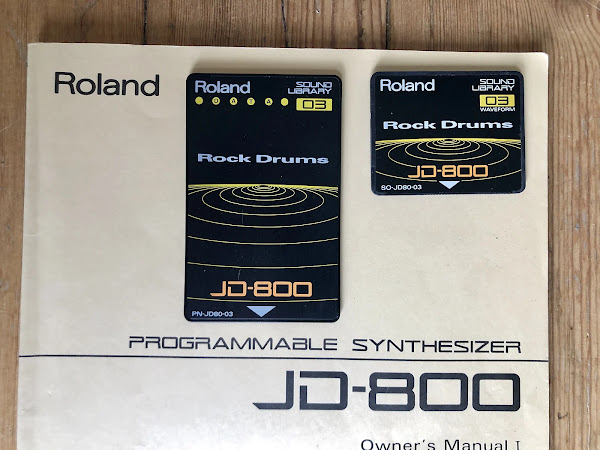 Roland
Roland
SOUND
LIBRARY
DATA
03
Rock Drums
JD-800
PN-JD80-03
Roland
SOUND
LIBRARY
03
WAVEFORM
Rock Drums
JD-800
SO-JD80-03
PROGRAMMABLE SYNTHESIZER
JD-800
Owner's Manual I